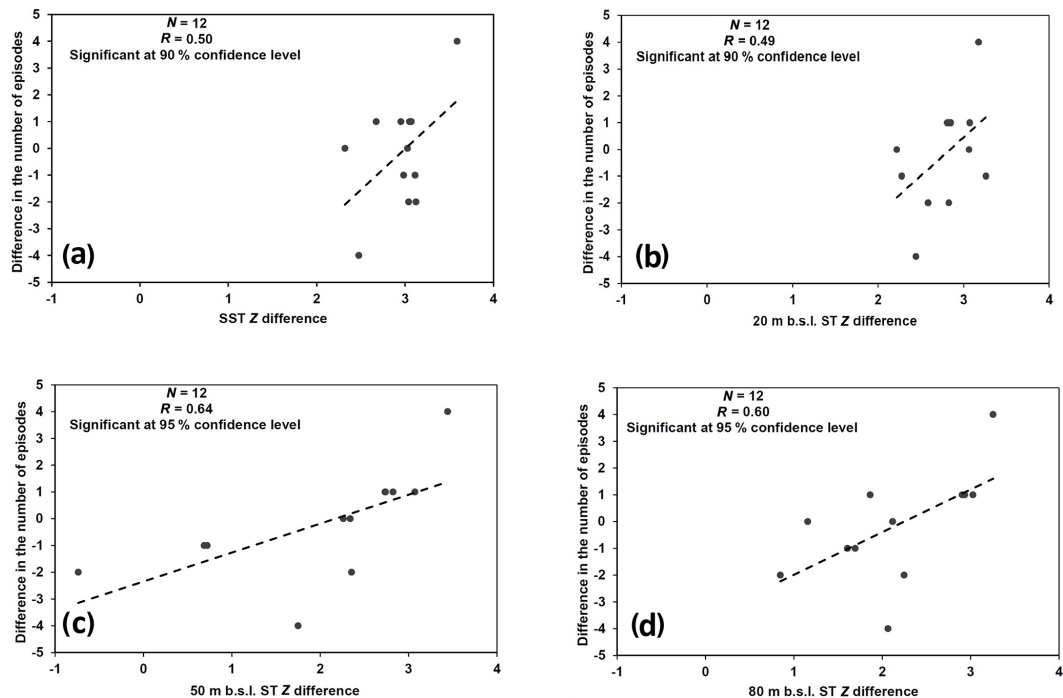 N = 12
R = 0.50
Significant at 90 % confidence level
Difference in the number of episodes
5
4
3
2
1
0
-1
-2
-3
-4
-5
(a)
-1 0 1 2 3 4
SST Z difference
N = 12
R = 0.49
Significant at 90 % confidence level
Difference in the number of episodes
5
4
3
2
1
0
-1
-2
-3
-4
-5
(b)
-1 0 1 2 3 4
20 m b.s.l. ST Z difference
N = 12
R = 0.64
Significant at 95 % confidence level
Difference in the number of episodes
5
4
3
2
1
0
-1
-2
-3
-4
-5
(c)
-1 0 1 2 3 4
50 m b.s.l. ST Z difference
N = 12
R = 0.60
Significant at 95 % confidence level
Difference in the number of episodes
5
4
3
2
1
0
-1
-2
-3
-4
-5
(d)
-1 0 1 2 3 4
80 m b.s.l. ST Z difference